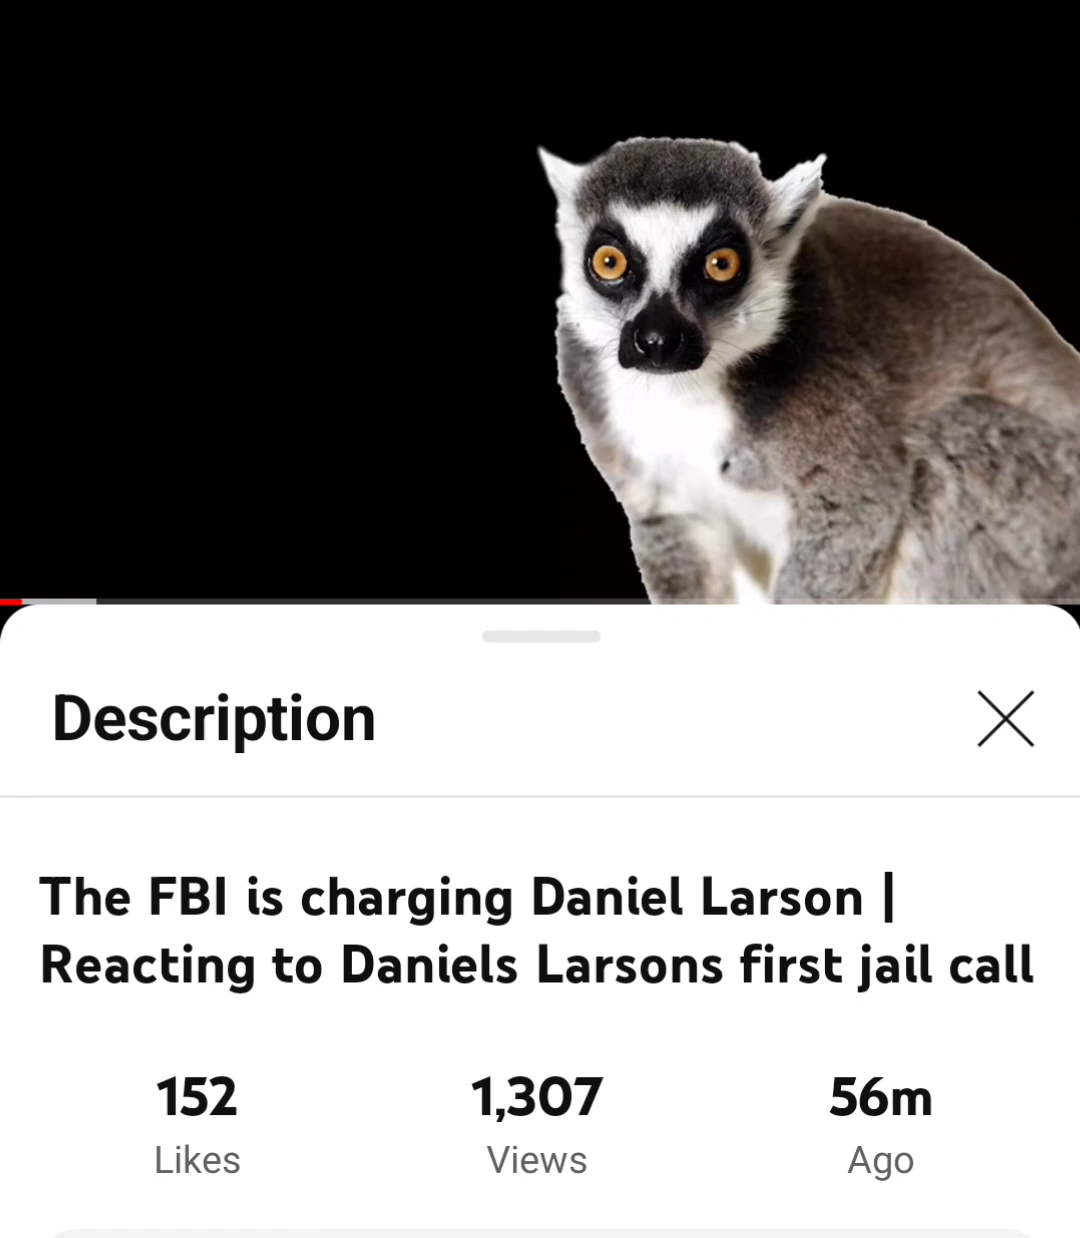 Description
The FBI is charging Daniel Larson |
Reacting to Daniels Larsons first jail call
152 1,307 56m
Likes Views Ago